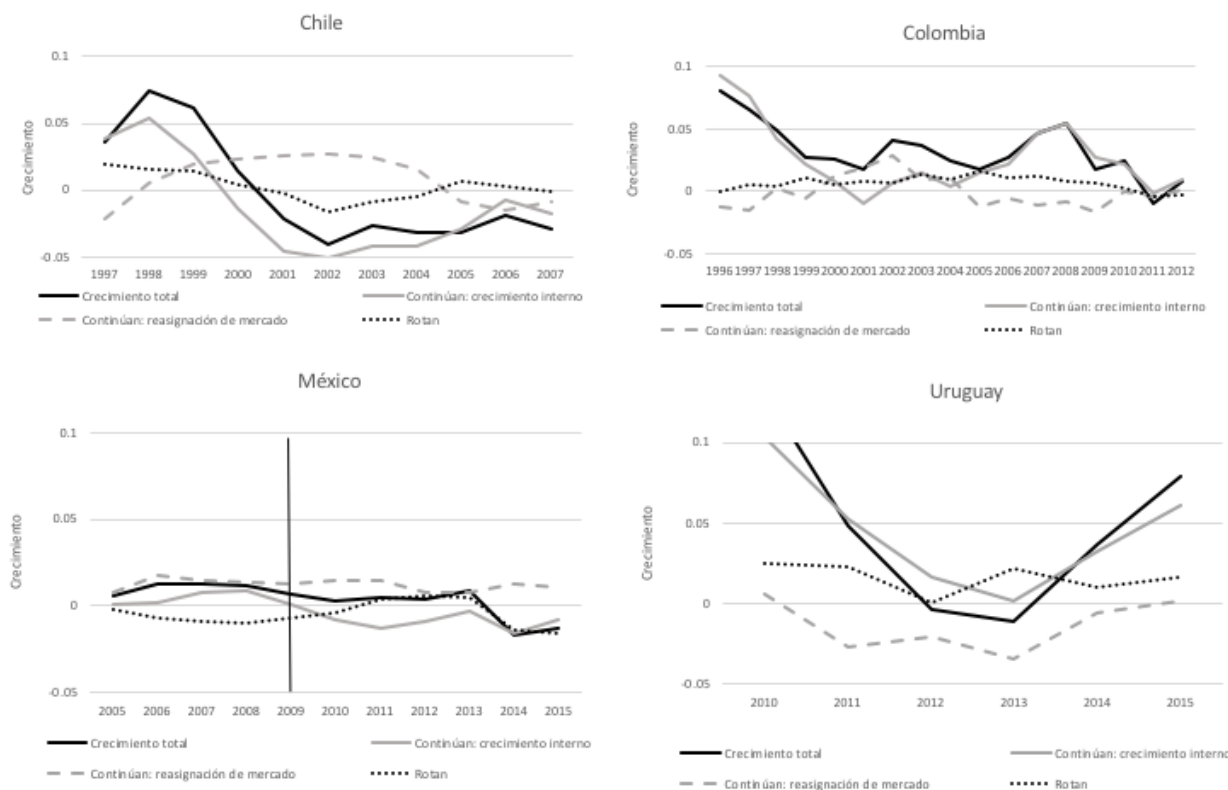 Chile
0.1
0.05
0
-0.05
Crecimiento
1997 1998 1999 2000 2001 2002 2003 2004 2005 2006 2007
Crecimiento total
Continúan: crecimiento interno
Continúan: reasignación de mercado
Rotan
Colombia
0.1
0.05
0
-0.05
Crecimiento
1996 1997 1998 1999 2000 2001 2002 2003 2004 2005 2006 2007 2008 2009 2010 2011 2012
Crecimiento total
Continúan: crecimiento interno
Continúan: reasignación de mercado
Rotan
México
0.1
0.05
0
-0.05
Crecimiento
2005 2006 2007 2008 2009 2010 2011 2012 2013 2014 2015
Crecimiento total
Continúan: crecimiento interno
Continúan: reasignación de mercado
Rotan
Uruguay
0.1
0.05
0
-0.05
Crecimiento
2010 2011 2012 2013 2014 2015
Crecimiento total
Continúan: crecimiento interno
Continúan: reasignación de mercado
Rotan